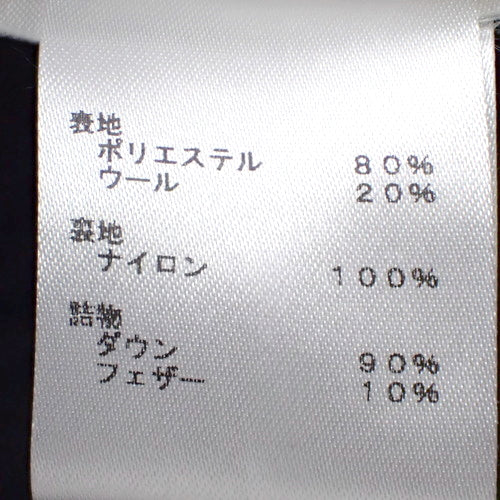 表地
ポリエステル 80%
ウール 20%
裏地
ナイロン 100%
詰物
ダウン 90%
フェザー 10%